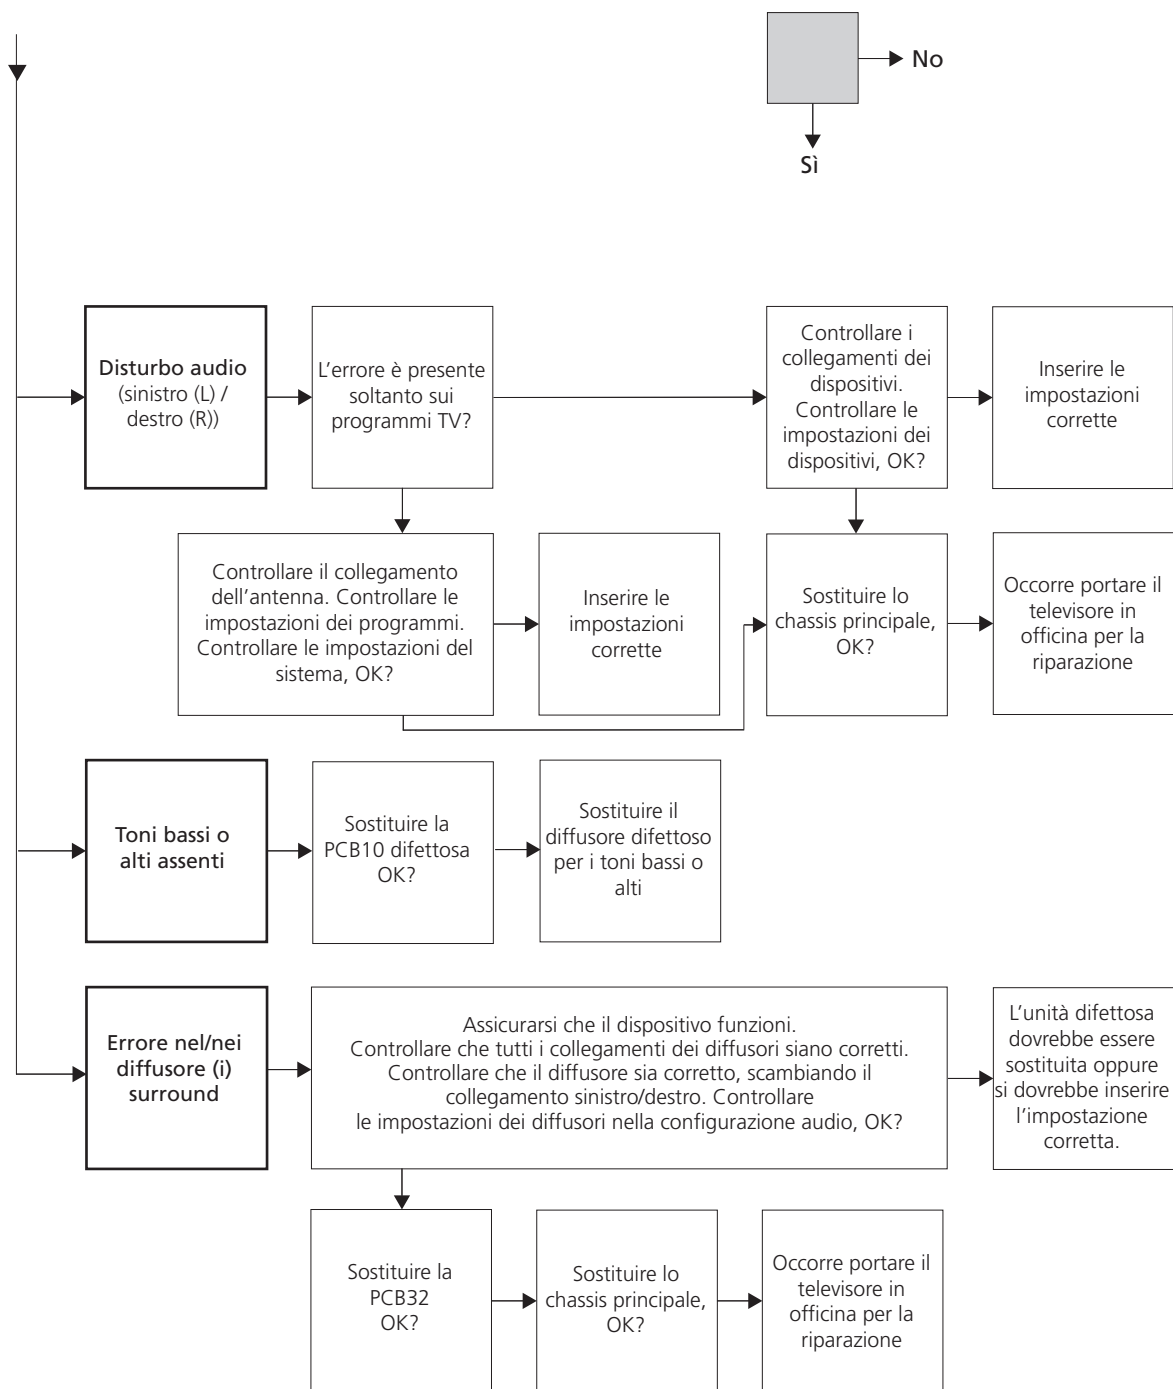 No
Sì
Disturbo audio
(sinistro (L) /
destro (R))
L'errore è presente
soltanto sui
programmi TV?
Controllare i
collegamenti dei
dispositivi.
Controllare le
impostazioni dei
dispositivi, OK?
Inserire le
impostazioni
corrette
Controllare il collegamento
dell'antenna. Controllare le
impostazioni dei programmi.
Controllare le impostazioni del
sistema, OK?
Inserire le
impostazioni
corrette
Sostituire lo
chassis principale,
OK?
Occorre portare il
televisore in
officina per la
riparazione
Toni bassi o
alti assenti
Sostituire la
PCB10 difettosa
OK?
Sostituire il
diffusore difettoso
per i toni bassi o
alti
Errore nel/nei
diffusore (i)
surround
Assicurarsi che il dispositivo funzioni.
Controllare che tutti i collegamenti dei diffusori siano corretti.
Controllare che il diffusore sia corretto, scambiando il
collegamento sinistro/destro. Controllare
le impostazioni dei diffusori nella configurazione audio, OK?
L'unità difettosa
dovrebbe essere
sostituita oppure
si dovrebbe inserire
l'impostazione
corretta.
Sostituire la
PCB32
OK?
Sostituire lo
chassis principale,
OK?
Occorre portare il
televisore in
officina per la
riparazione